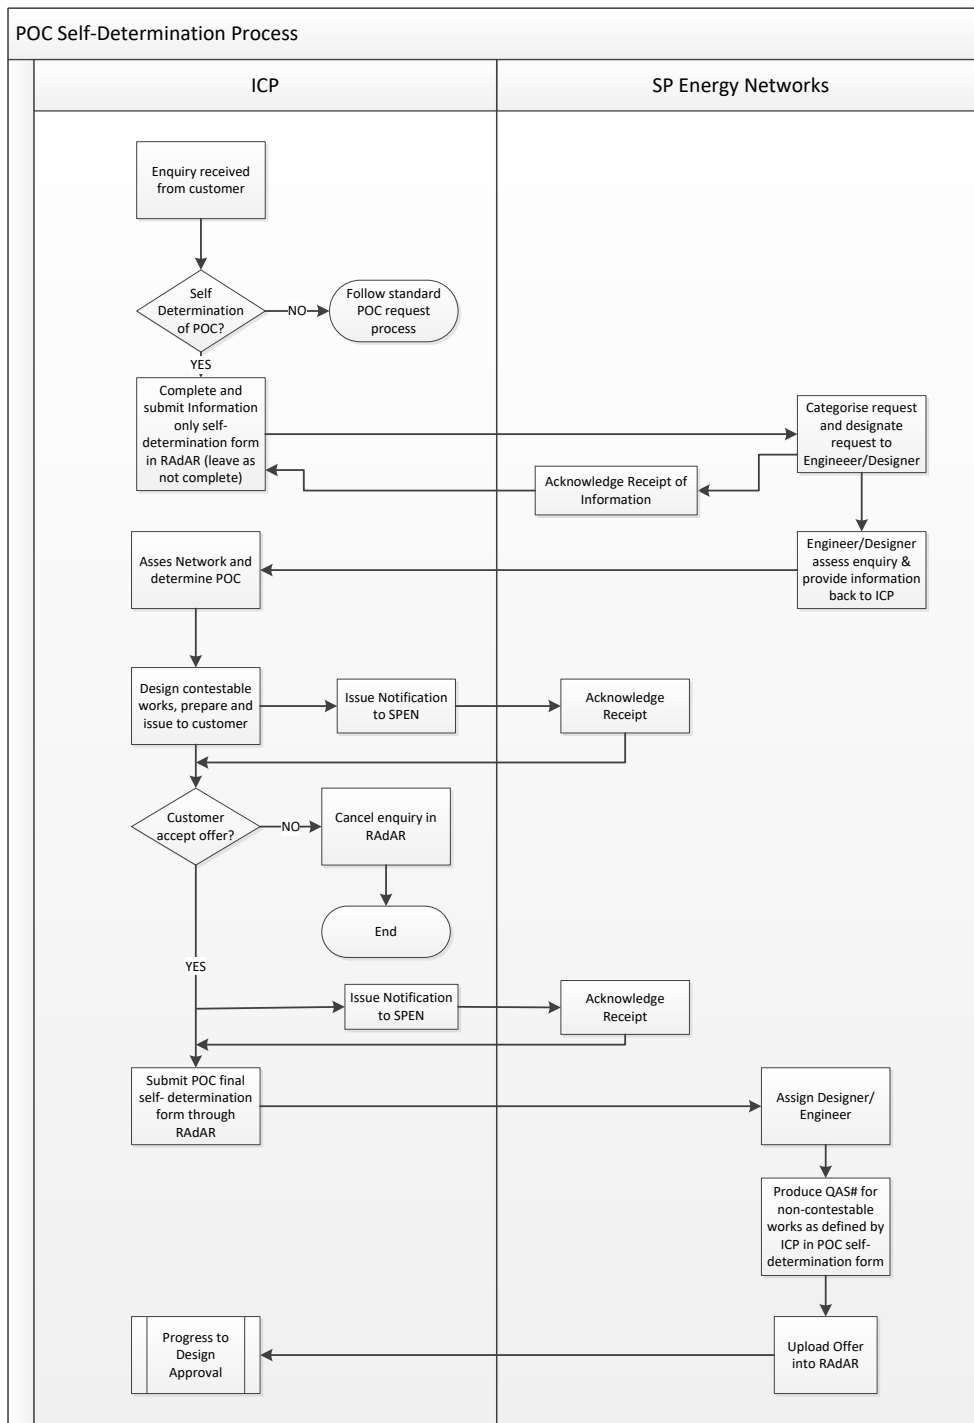 POC Self-Determination Process
ICP
SP Energy Networks
Enquiry received
from customer
Self
Determination
of POC?
NO
Follow standard
POC request
process
YES
Complete and
submit Information
only self-
determination form
in RAdAR (leave as
not complete)
Categorise request
and designate
request to
Engineeer/Designer
Acknowledge Receipt of
Information
Asses Network and
determine POC
Engineer/Designer
assess enquiry &
provide information
back to ICP
Design contestable
works, prepare and
issue to customer
Issue Notification
to SPEN
Acknowledge
Receipt
Customer
accept offer?
NO
Cancel enquiry in
RAdAR
End
YES
Issue Notification
to SPEN
Acknowledge
Receipt
Submit POC final
self- determination
form through
RAdAR
Assign Designer/
Engineer
Produce QAS# for
non-contestable
works as defined by
ICP in POC self-
determination form
Progress to
Design
Approval
Upload Offer
into RAdAR